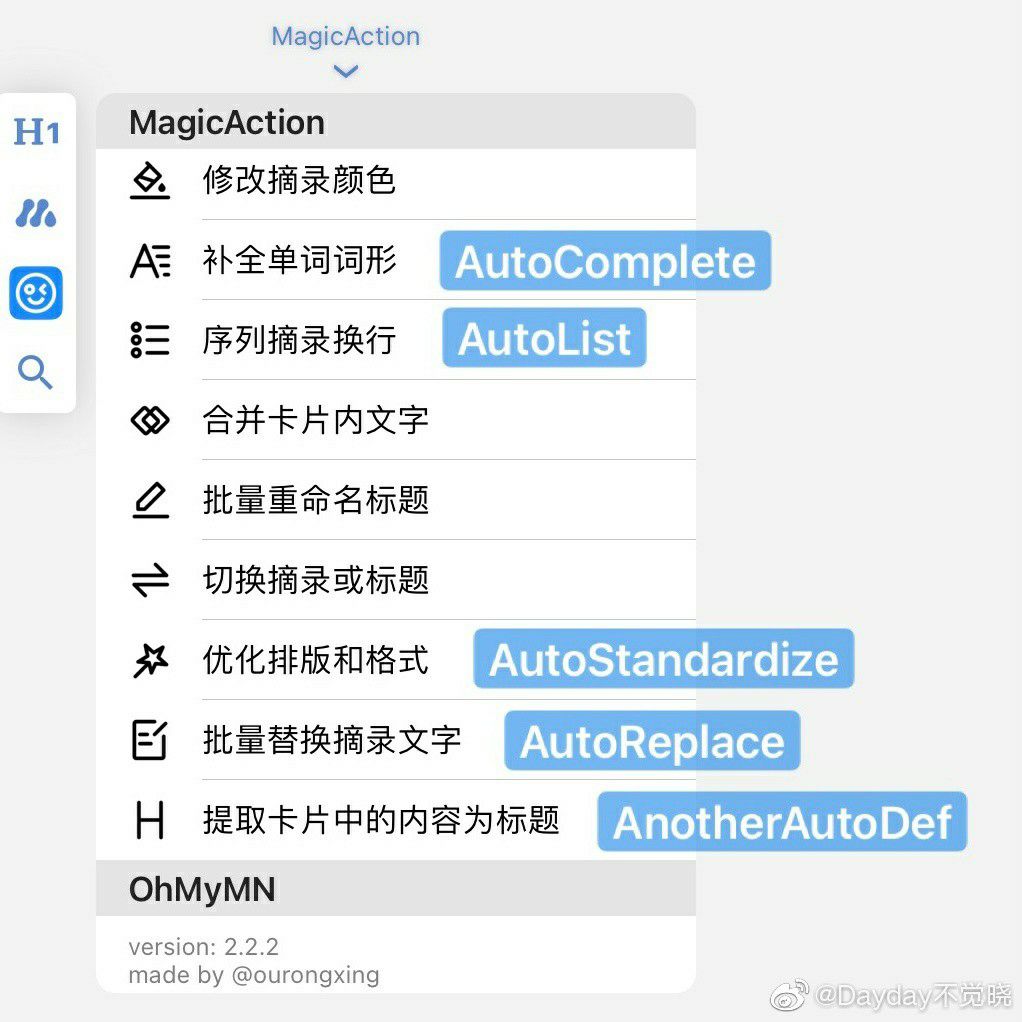 MagicAction
H1
MagicAction
修改摘录颜色
补全单词词形 AutoComplete
序列摘录换行 AutoList
合并卡片内文字
批量重命名标题
切换摘录或标题
优化排版和格式 AutoStandardize
批量替换摘录文字 AutoReplace
提取卡片中的内容为标题 AnotherAutoDef
OhMyMN
version: 2.2.2
made by @ourongxing
@Dayday不觉晓